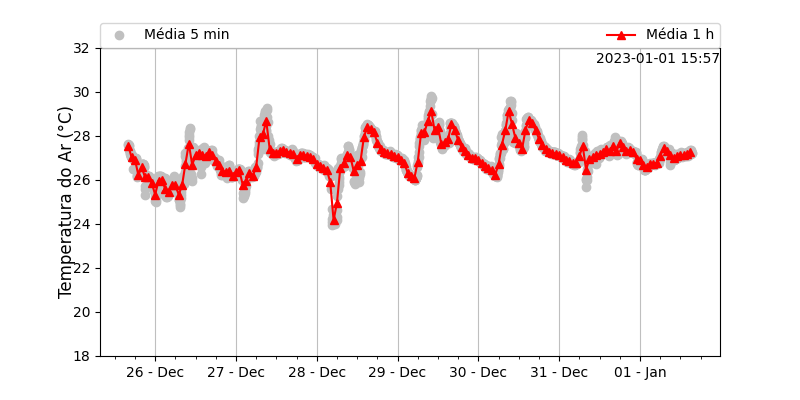 Média 5 min
Média 1 h
2023-01-01 15:57
Temperatura do Ar (°C)
32
30
28
26
24
22
20
18
26 - Dec
27 - Dec
28 - Dec
29 - Dec
30 - Dec
31 - Dec
01 - Jan